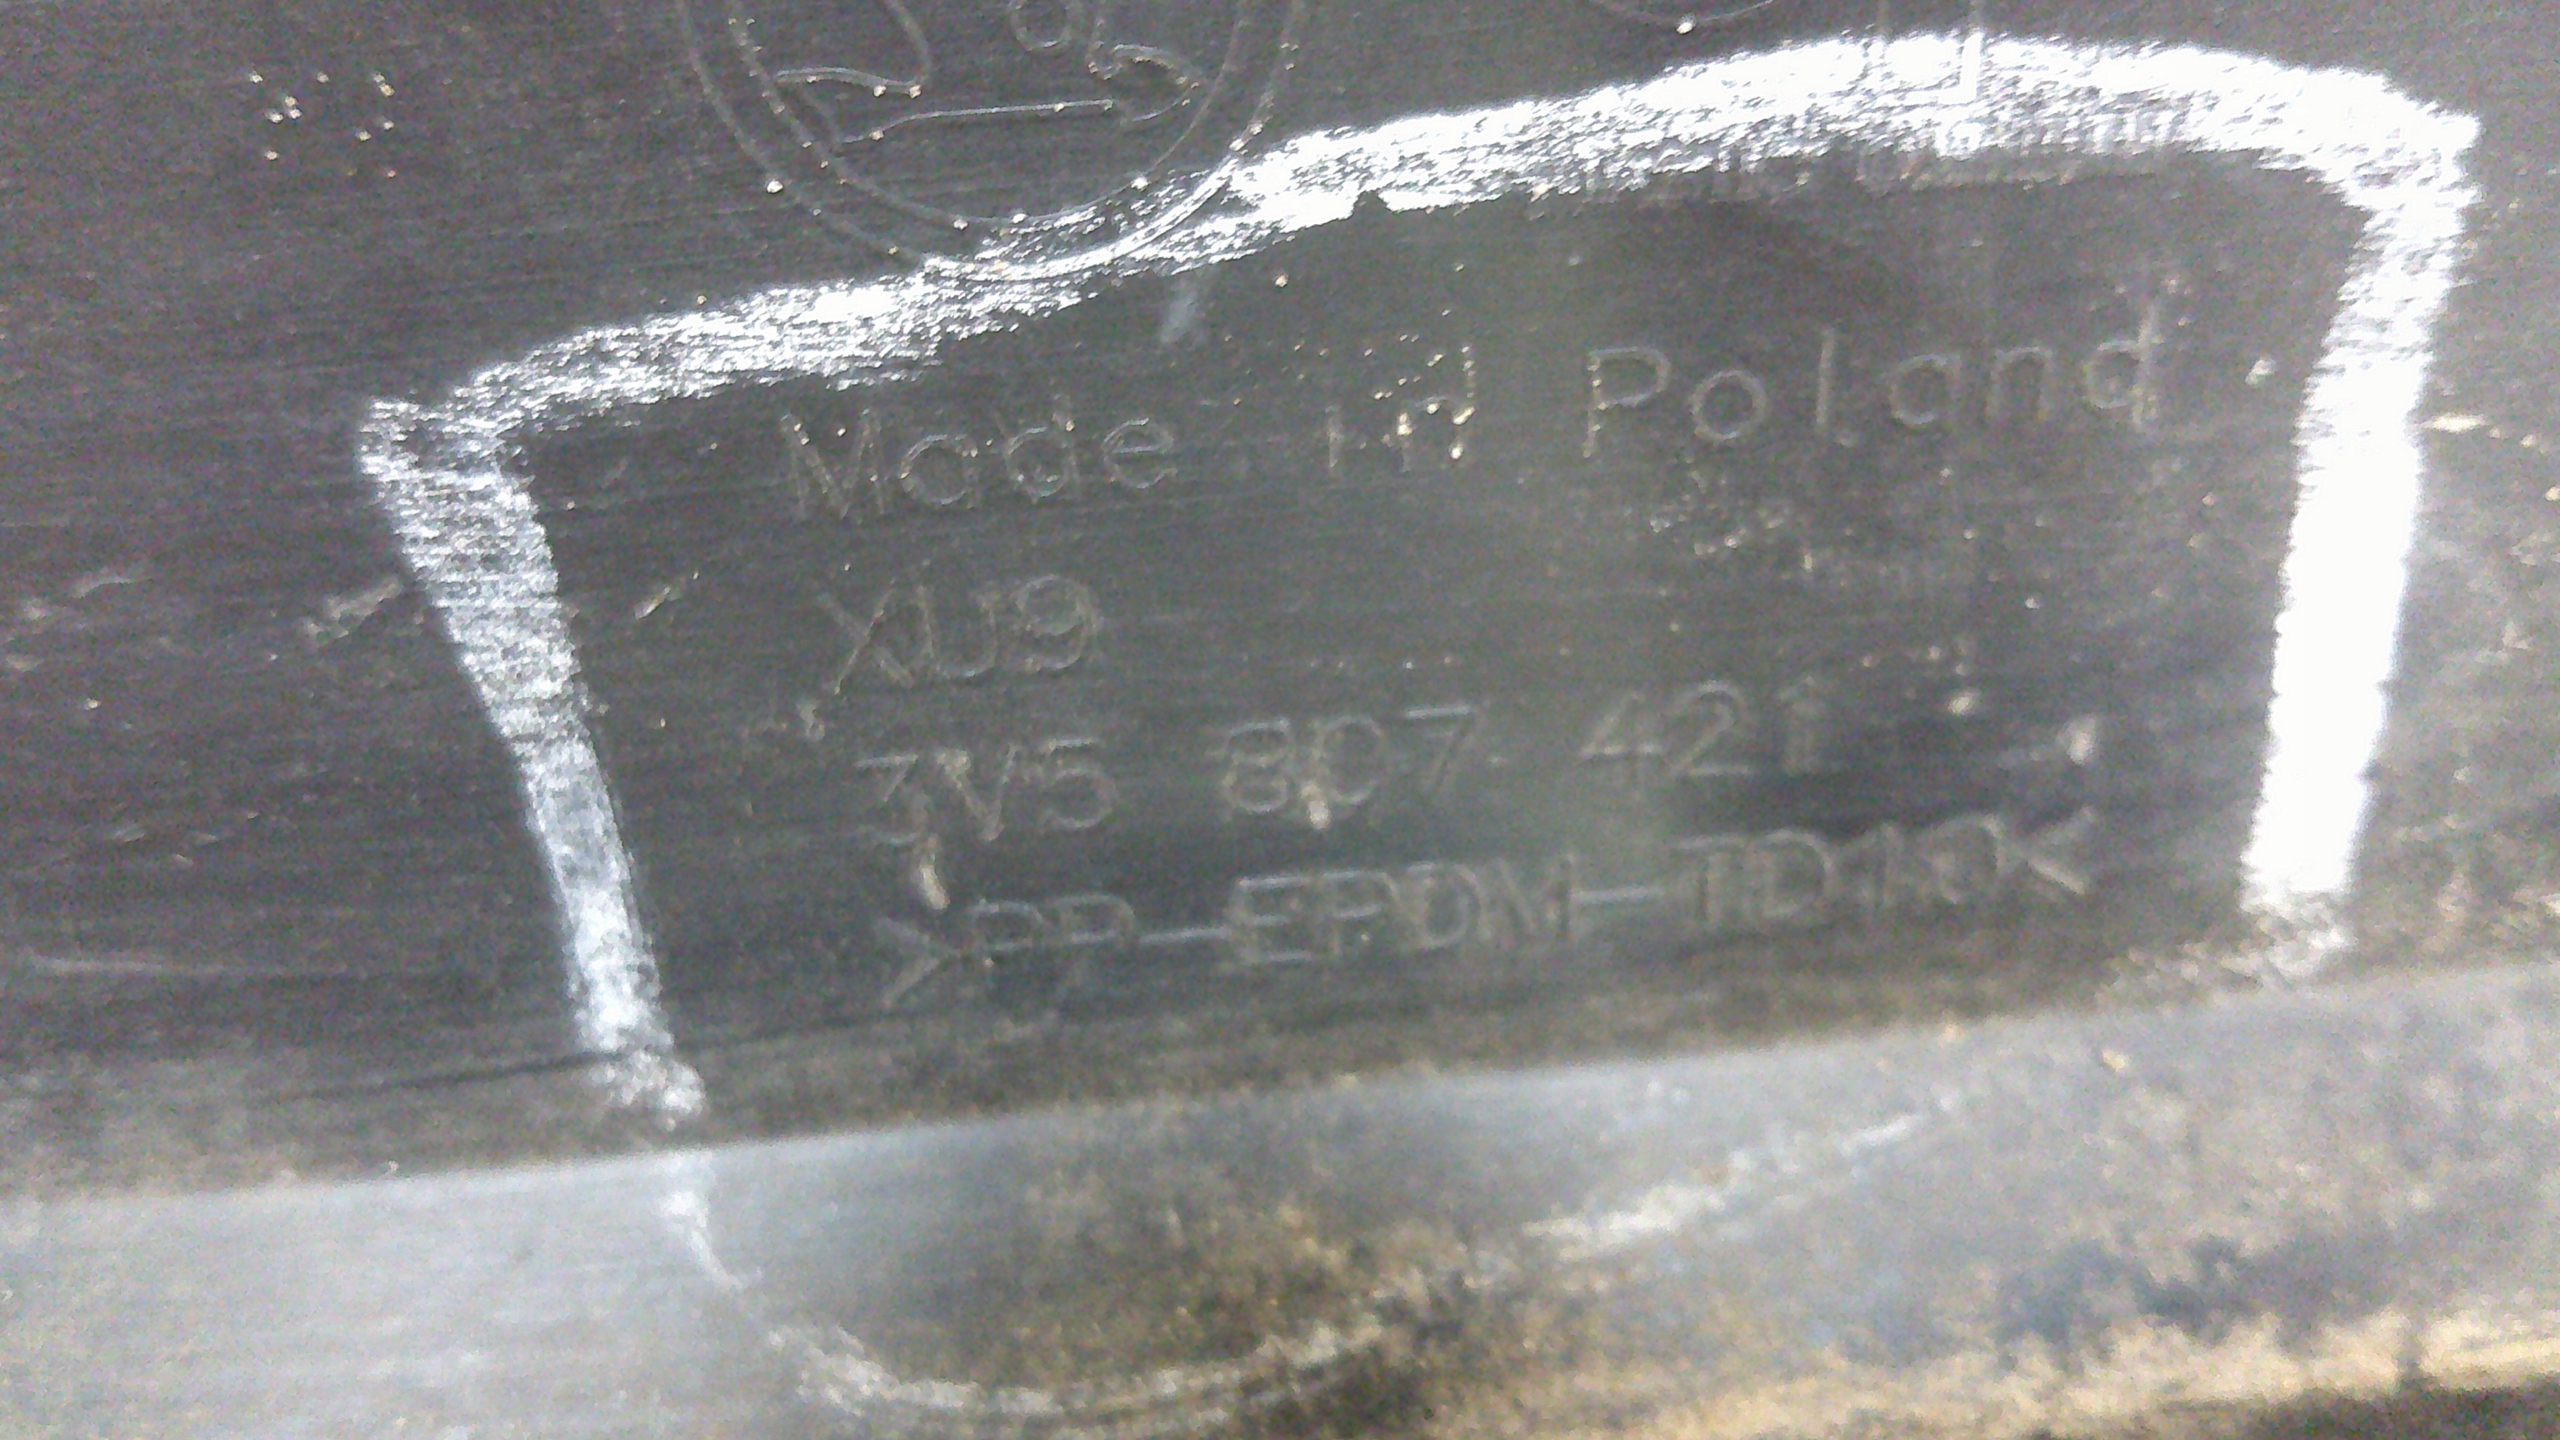 Made in Poland
XU9
3V5 807 421
>PP-EPDM-TD10<